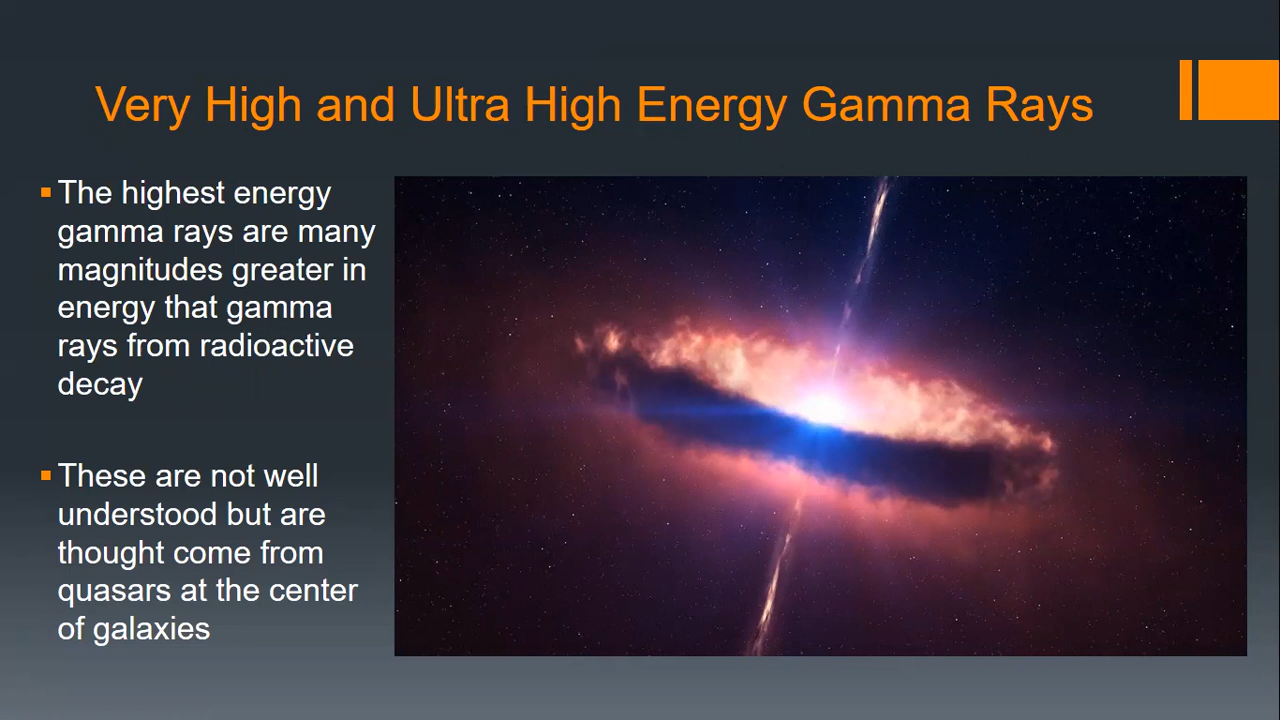 Very High and Ultra High Energy Gamma Rays
The highest energy
gamma rays are many
magnitudes greater in
energy that gamma
rays from radioactive
decay
These are not well
understood but are
thought come from
quasars at the center
of galaxies